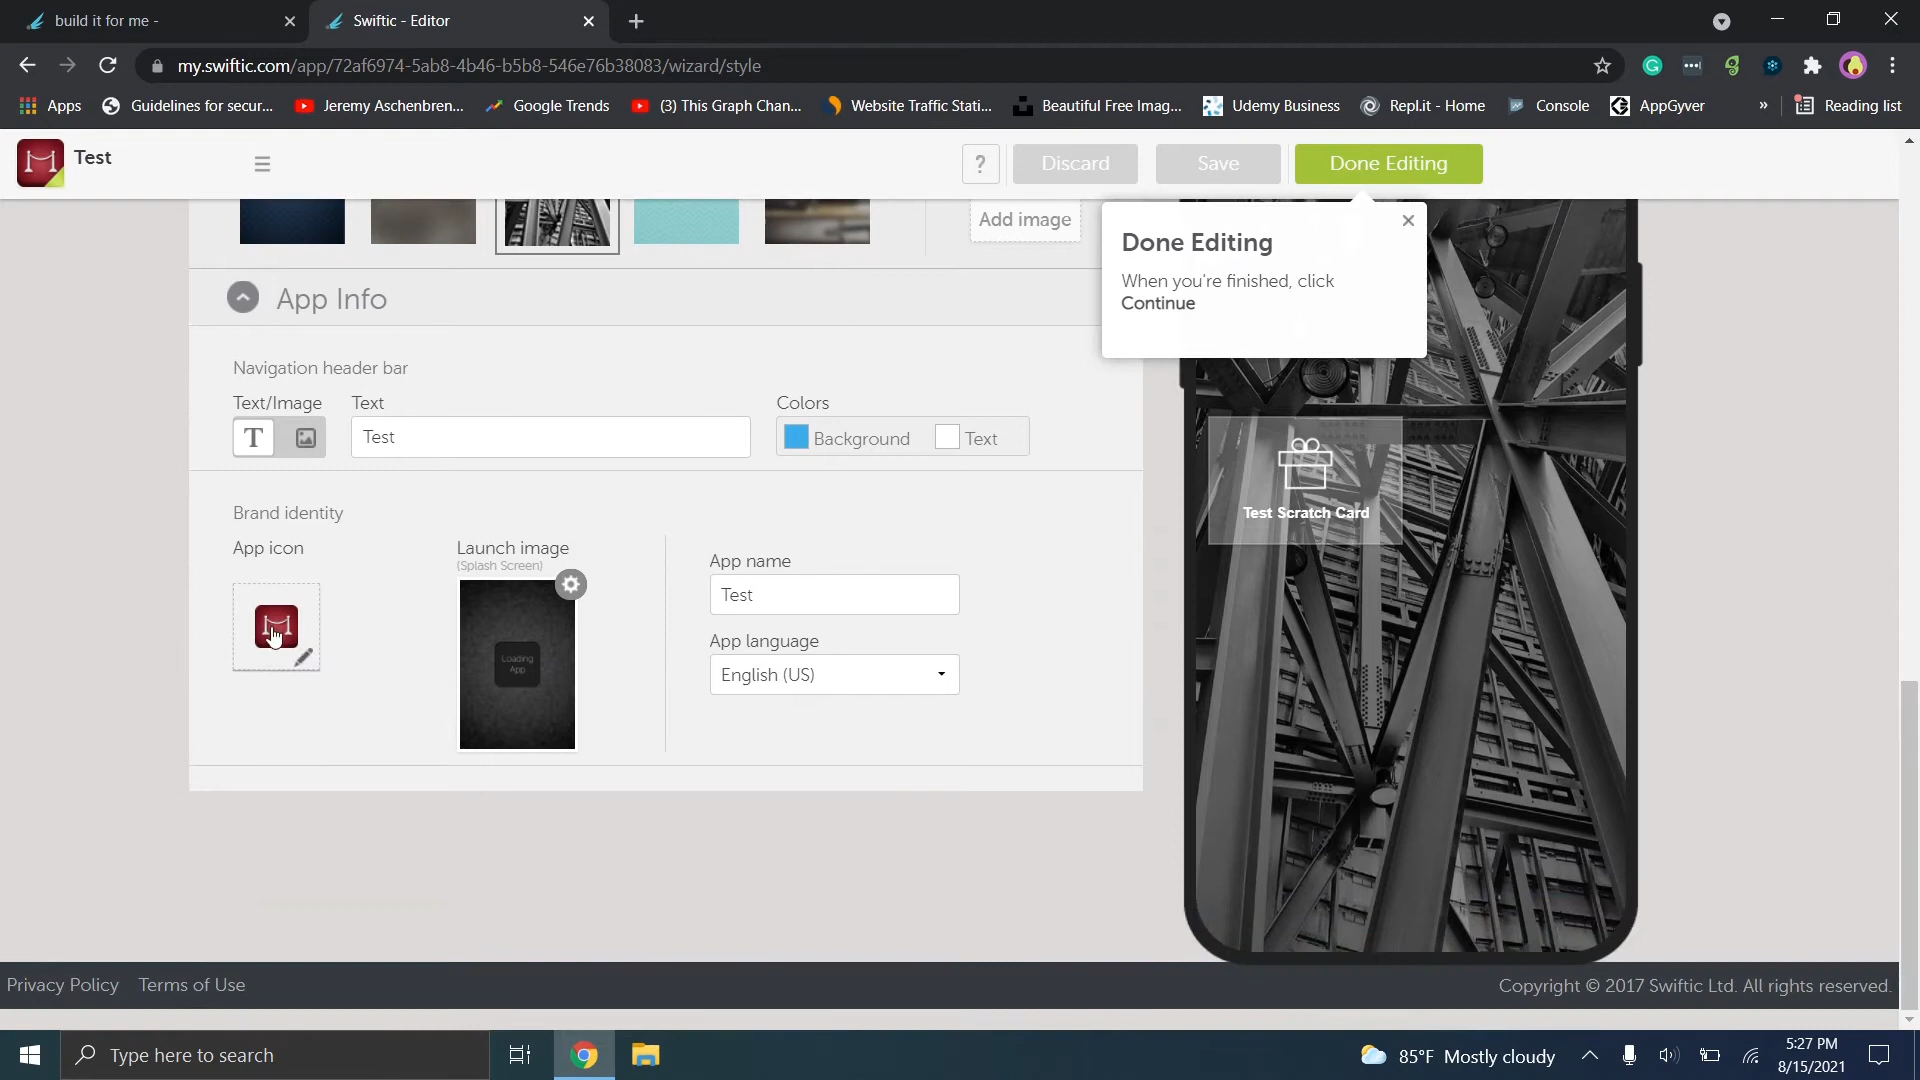 build it for me -
Swiftic - Editor
my.swiftic.com/app/72af6974-5ab8-4b46-b5b8-546e76b38083/wizard/style
Apps
Guidelines for secur...
Jeremy Aschenbren...
Google Trends
(3) This Graph Chan...
Website Traffic Stati...
Beautiful Free Imag...
Udemy Business
Repl.it - Home
Console
AppGyver
»
Reading list
Test
?
Discard
Save
Done Editing
Add image
Done Editing
When you're finished, click
Continue
App Info
Navigation header bar
Text/Image
Text
Colors
T
Test
Background
Text
Test Scratch Card
Brand identity
App icon
Launch image
(Splash Screen)
Loading
App
App name
Test
App language
English (US)
Privacy Policy
Terms of Use
Copyright © 2017 Swiftic Ltd. All rights reserved.
Type here to search
85°F Mostly cloudy
5:27 PM
8/15/2021